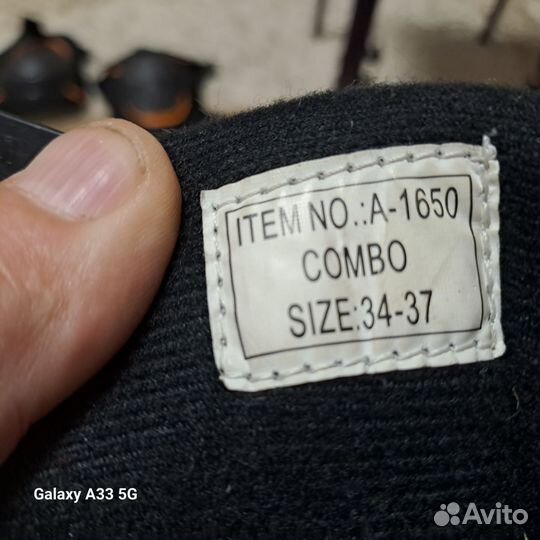 ITEM NO.:A-1650
COMBO
SIZE:34-37
Galaxy A33 5G
Avito